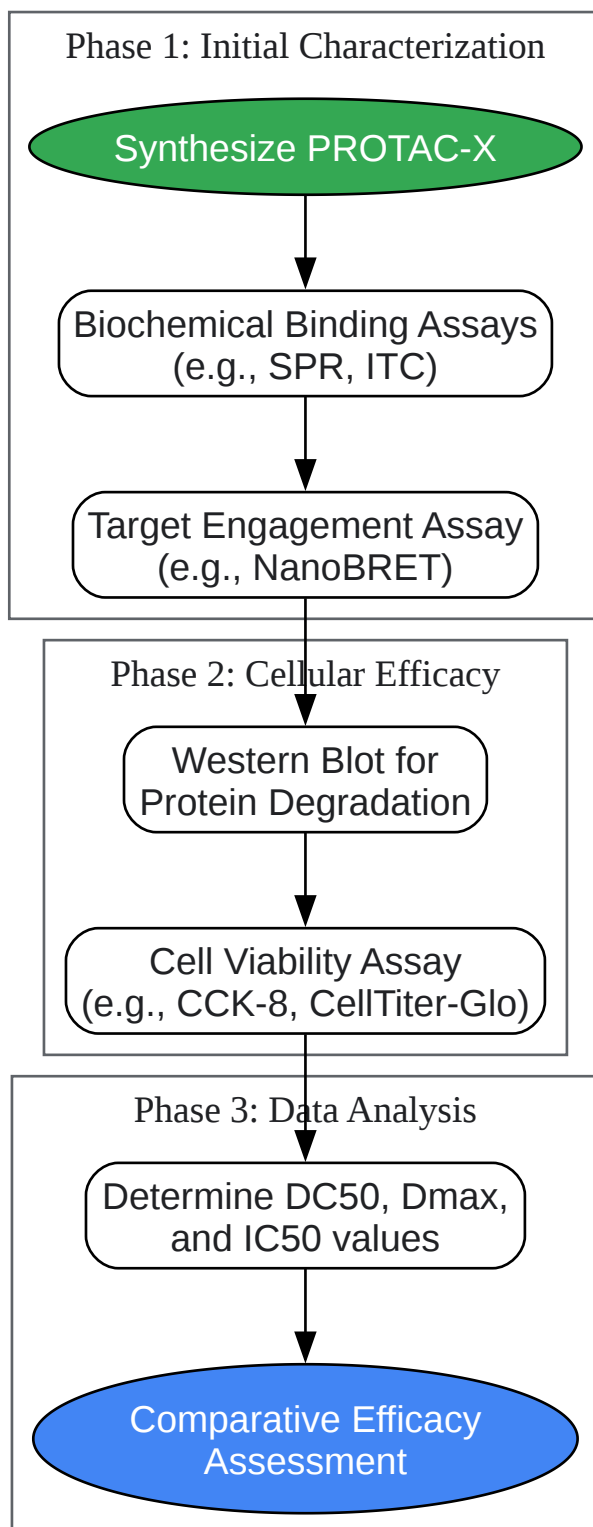 Phase 1: Initial Characterization
Synthesize PROTAC-X
Biochemical Binding Assays
(e.g., SPR, ITC)
Target Engagement Assay
(e.g., NanoBRET)
Phase 2: Cellular Efficacy
Western Blot for
Protein Degradation
Cell Viability Assay
(e.g., CCK-8, CellTiter-Glo)
Phase 3: Data Analysis
Determine DC50, Dmax,
and IC50 values
Comparative Efficacy
Assessment